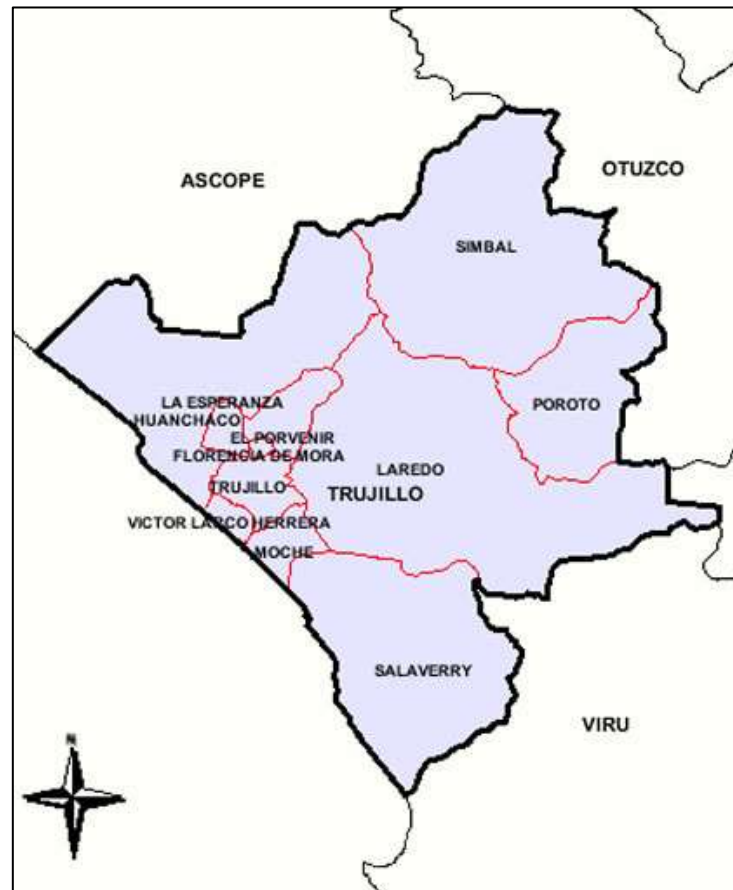 ASCOPE
OTUZCO
SIMBAL
LA ESPERANZA
HUANCHACO
POROTO
EL PORVENIR
FLORENCIA DE MORA
LAREDO
TRUJILLO
TRUJILLO
VICTOR LARCO HERRERA
MOCHE
SALAVERRY
VIRU
N